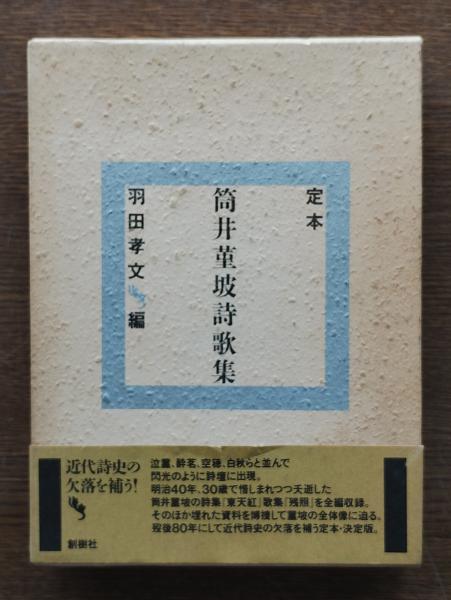 定本
筒井菫坡詩歌集
羽田孝文 編
近代詩史の
欠落を補う!
創樹社
泣菫、酔茗、空穂、白秋らと並んで
閃光のように詩壇に出現。
明治40年、30歳で惜しまれつつ夭逝した
筒井菫坡の詩集『東天紅』歌集『残照』を全編収録。
そのほか埋れた資料を博捜して菫坡の全体像に迫る。
歿後80年にして近代詩史の欠落を補う定本・決定版。